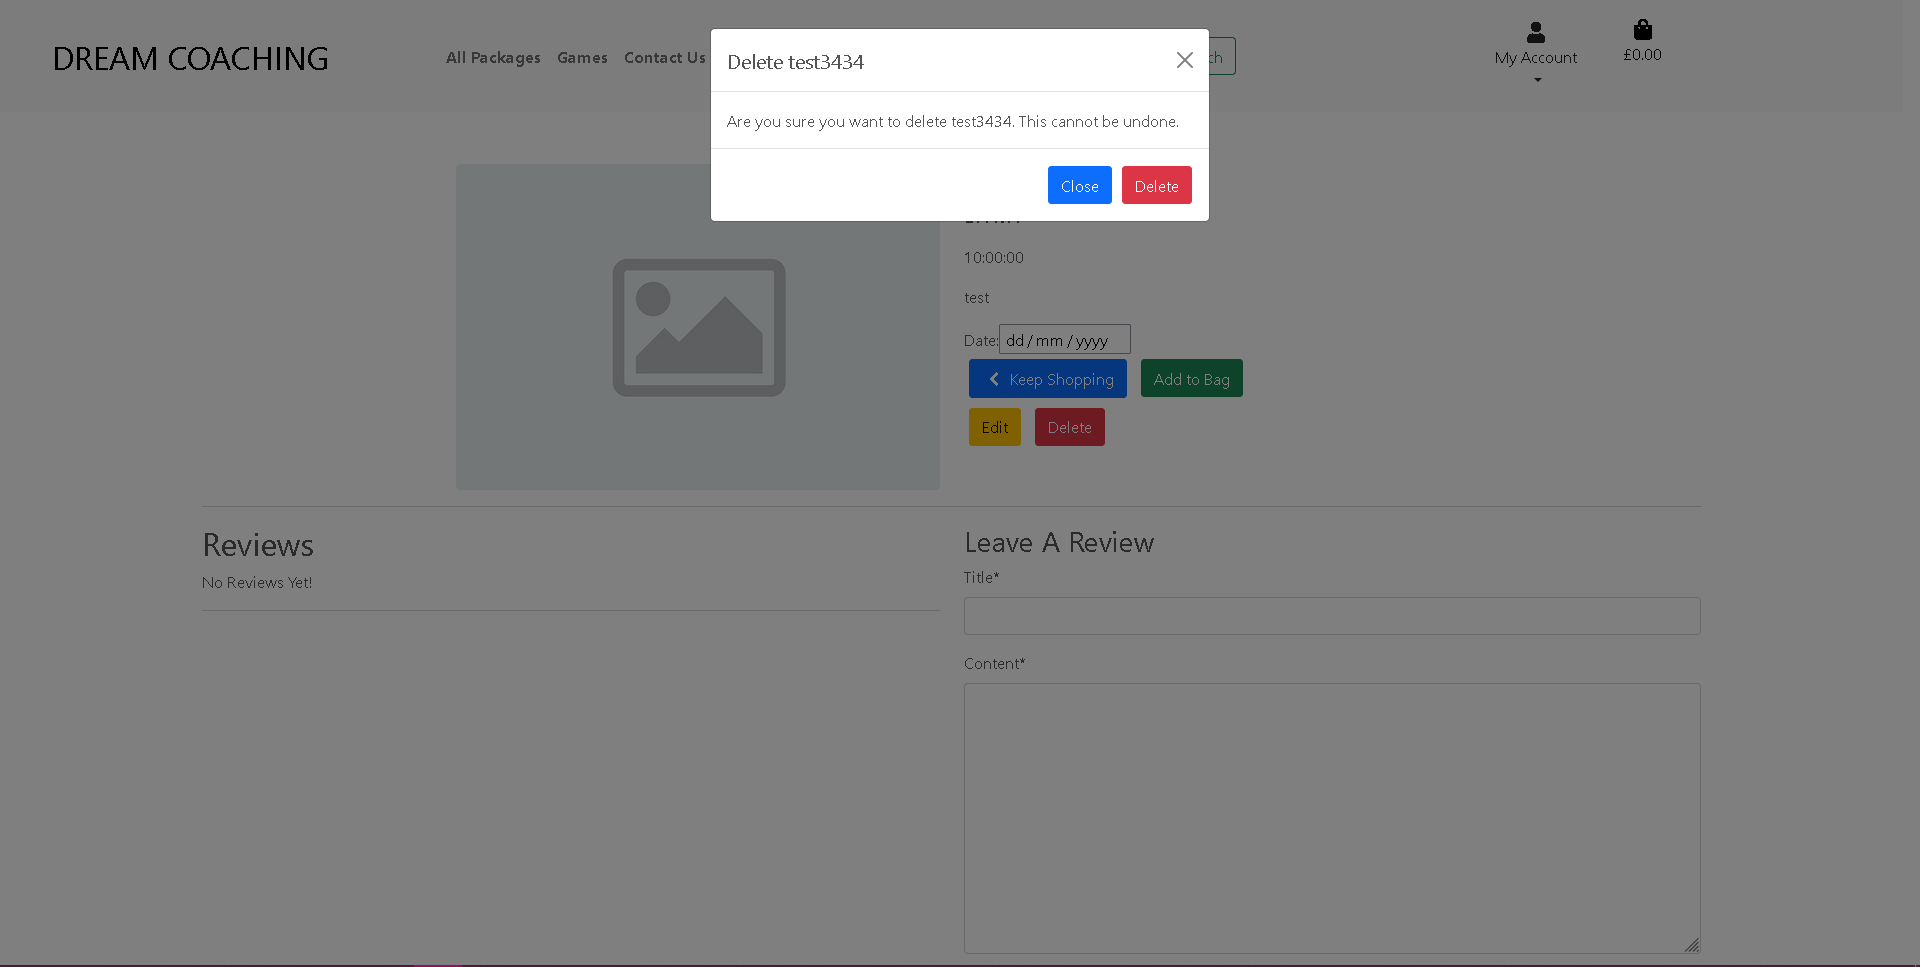 DREAM COACHING
All Packages Games Contact Us
My Account
£0.00
Delete test3434
Are you sure you want to delete test3434. This cannot be undone.
Close Delete
10:00:00
test
Date: dd / mm / yyyy
Keep Shopping Add to Bag
Edit Delete
Reviews
No Reviews Yet!
Leave A Review
Title*
Content*